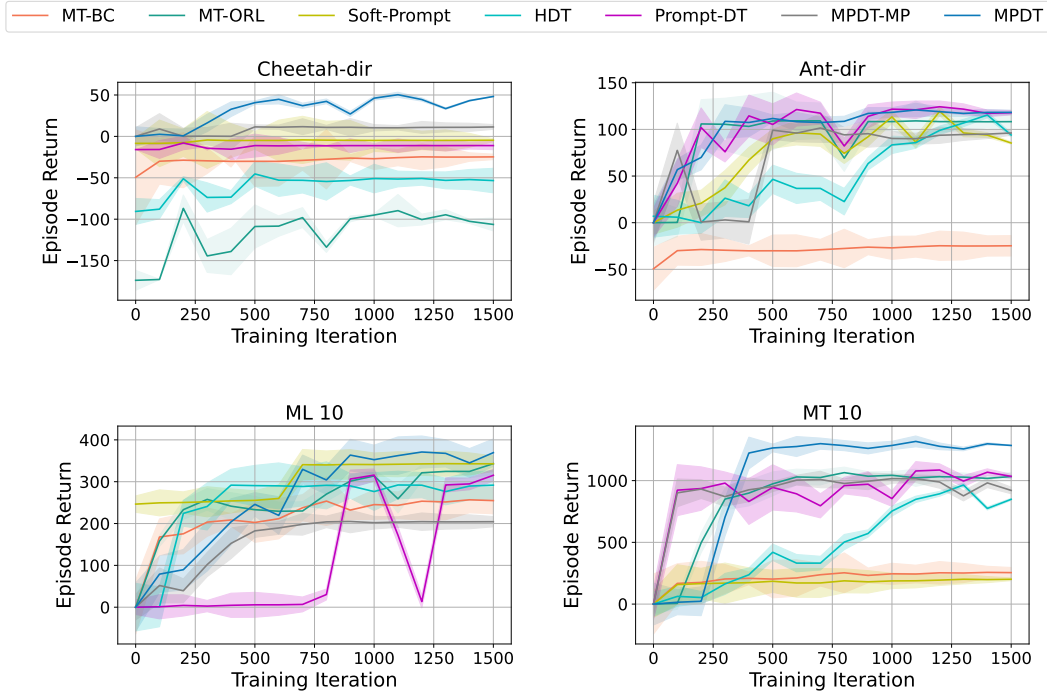 MT-BC MT-ORL Soft-Prompt HDT Prompt-DT MPDT-MP MPDT
Cheetah-dir
50
0
−50
−100
−150
Episode Return
0 250 500 750 1000 1250 1500
Training Iteration
Ant-dir
150
100
50
0
−50
Episode Return
0 250 500 750 1000 1250 1500
Training Iteration
ML 10
400
300
200
100
0
Episode Return
0 250 500 750 1000 1250 1500
Training Iteration
MT 10
1000
500
0
Episode Return
0 250 500 750 1000 1250 1500
Training Iteration